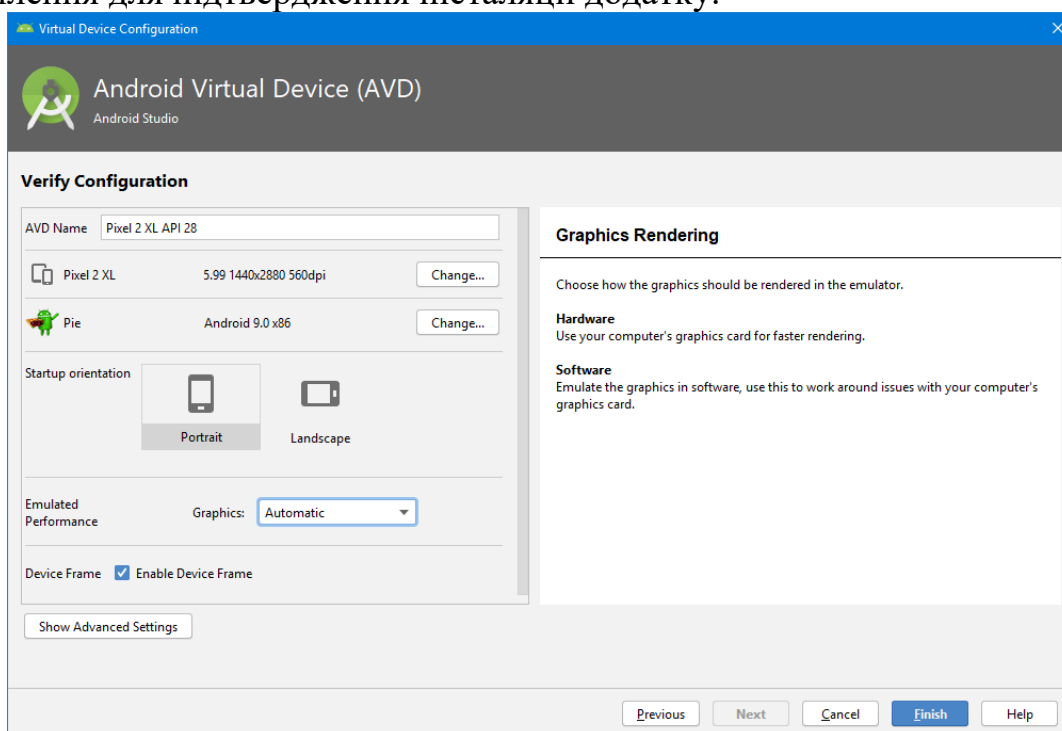 для підтвердження інсталяції додатку.
Virtual Device Configuration
Android Virtual Device (AVD)
Android Studio
Verify Configuration
AVD Name Pixel 2 XL API 28
Pixel 2 XL 5.99 1440x2880 560dpi Change...
Pie Android 9.0 x86 Change...
Startup orientation
Portrait
Landscape
Emulated
Performance
Graphics: Automatic
Device Frame Enable Device Frame
Show Advanced Settings
Graphics Rendering
Choose how the graphics should be rendered in the emulator.
Hardware
Use your computer's graphics card for faster rendering.
Software
Emulate the graphics in software, use this to work around issues with your computer's
graphics card.
Previous Next Cancel Finish Help